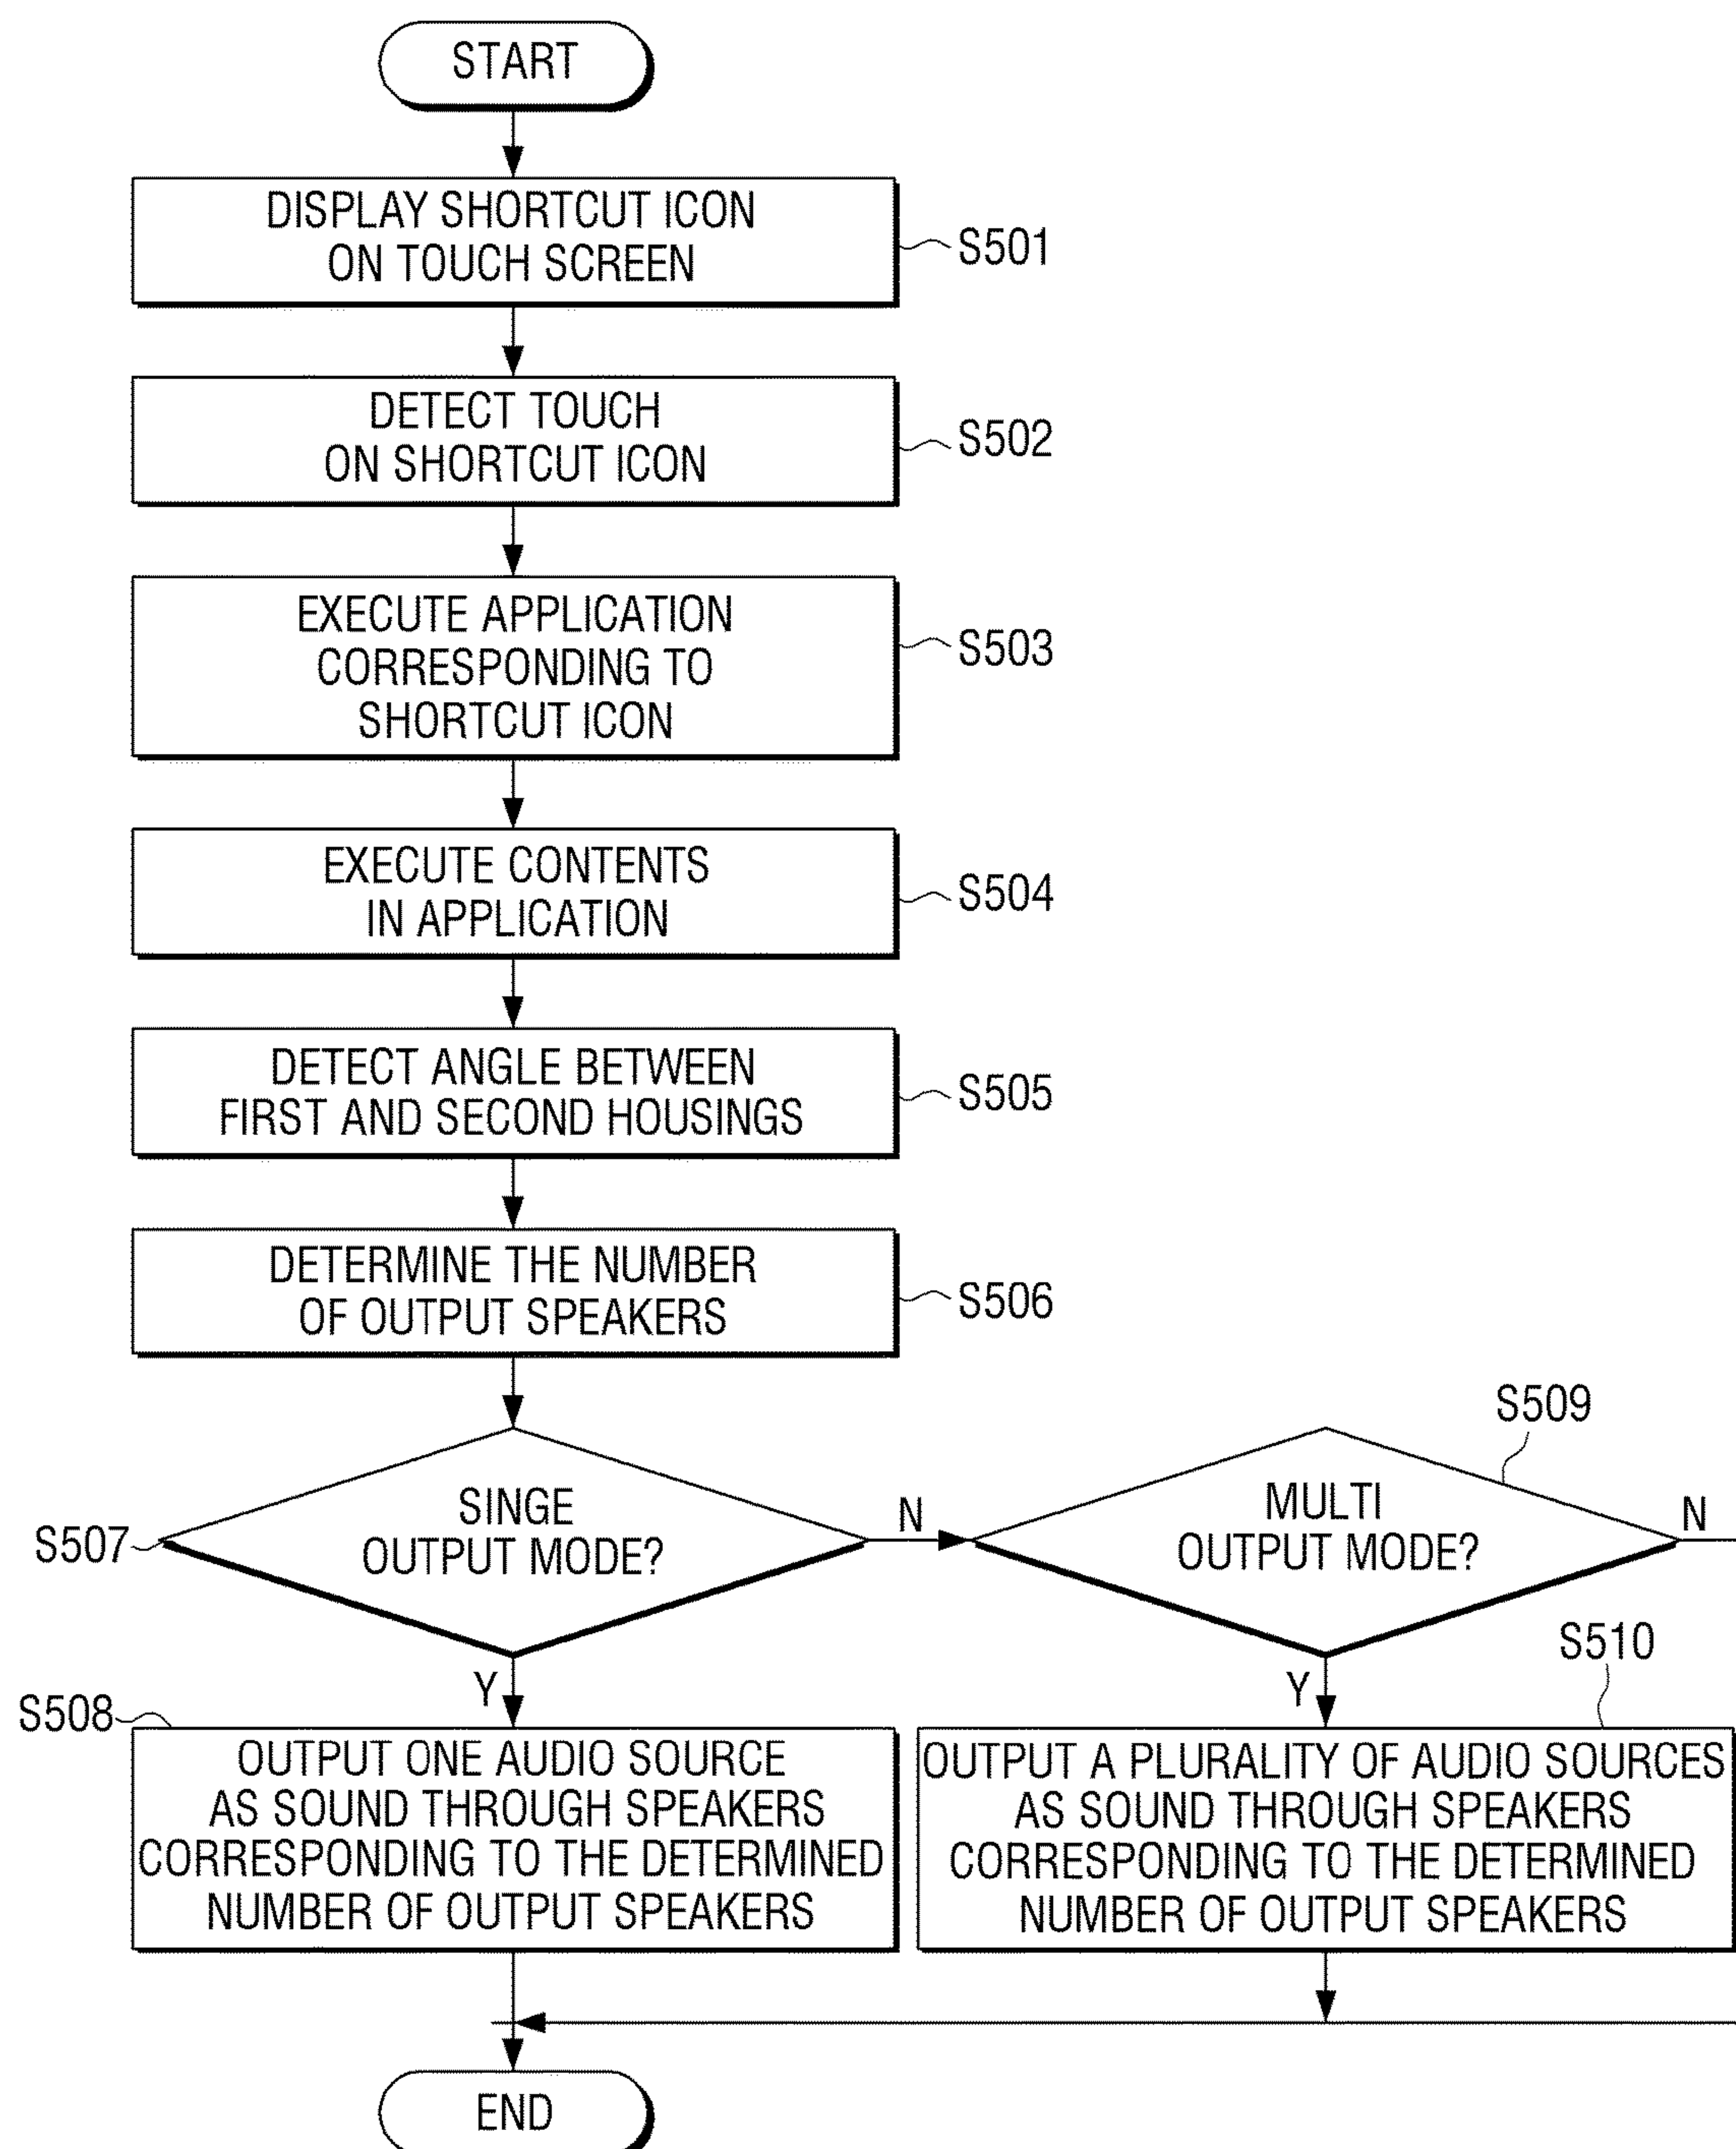 START
DISPLAY SHORTCUT ICON
ON TOUCH SCREEN
S501
DETECT TOUCH
ON SHORTCUT ICON
S502
EXECUTE APPLICATION
CORRESPONDING TO
SHORTCUT ICON
S503
EXECUTE CONTENTS
IN APPLICATION
S504
DETECT ANGLE BETWEEN
FIRST AND SECOND HOUSINGS
S505
DETERMINE THE NUMBER
OF OUTPUT SPEAKERS
S506
S507
SINGE
OUTPUT MODE?
N
Y
S509
MULTI
OUTPUT MODE?
N
Y
S508
OUTPUT ONE AUDIO SOURCE
AS SOUND THROUGH SPEAKERS
CORRESPONDING TO THE DETERMINED
NUMBER OF OUTPUT SPEAKERS
S510
OUTPUT A PLURALITY OF AUDIO SOURCES
AS SOUND THROUGH SPEAKERS
CORRESPONDING TO THE DETERMINED
NUMBER OF OUTPUT SPEAKERS
END